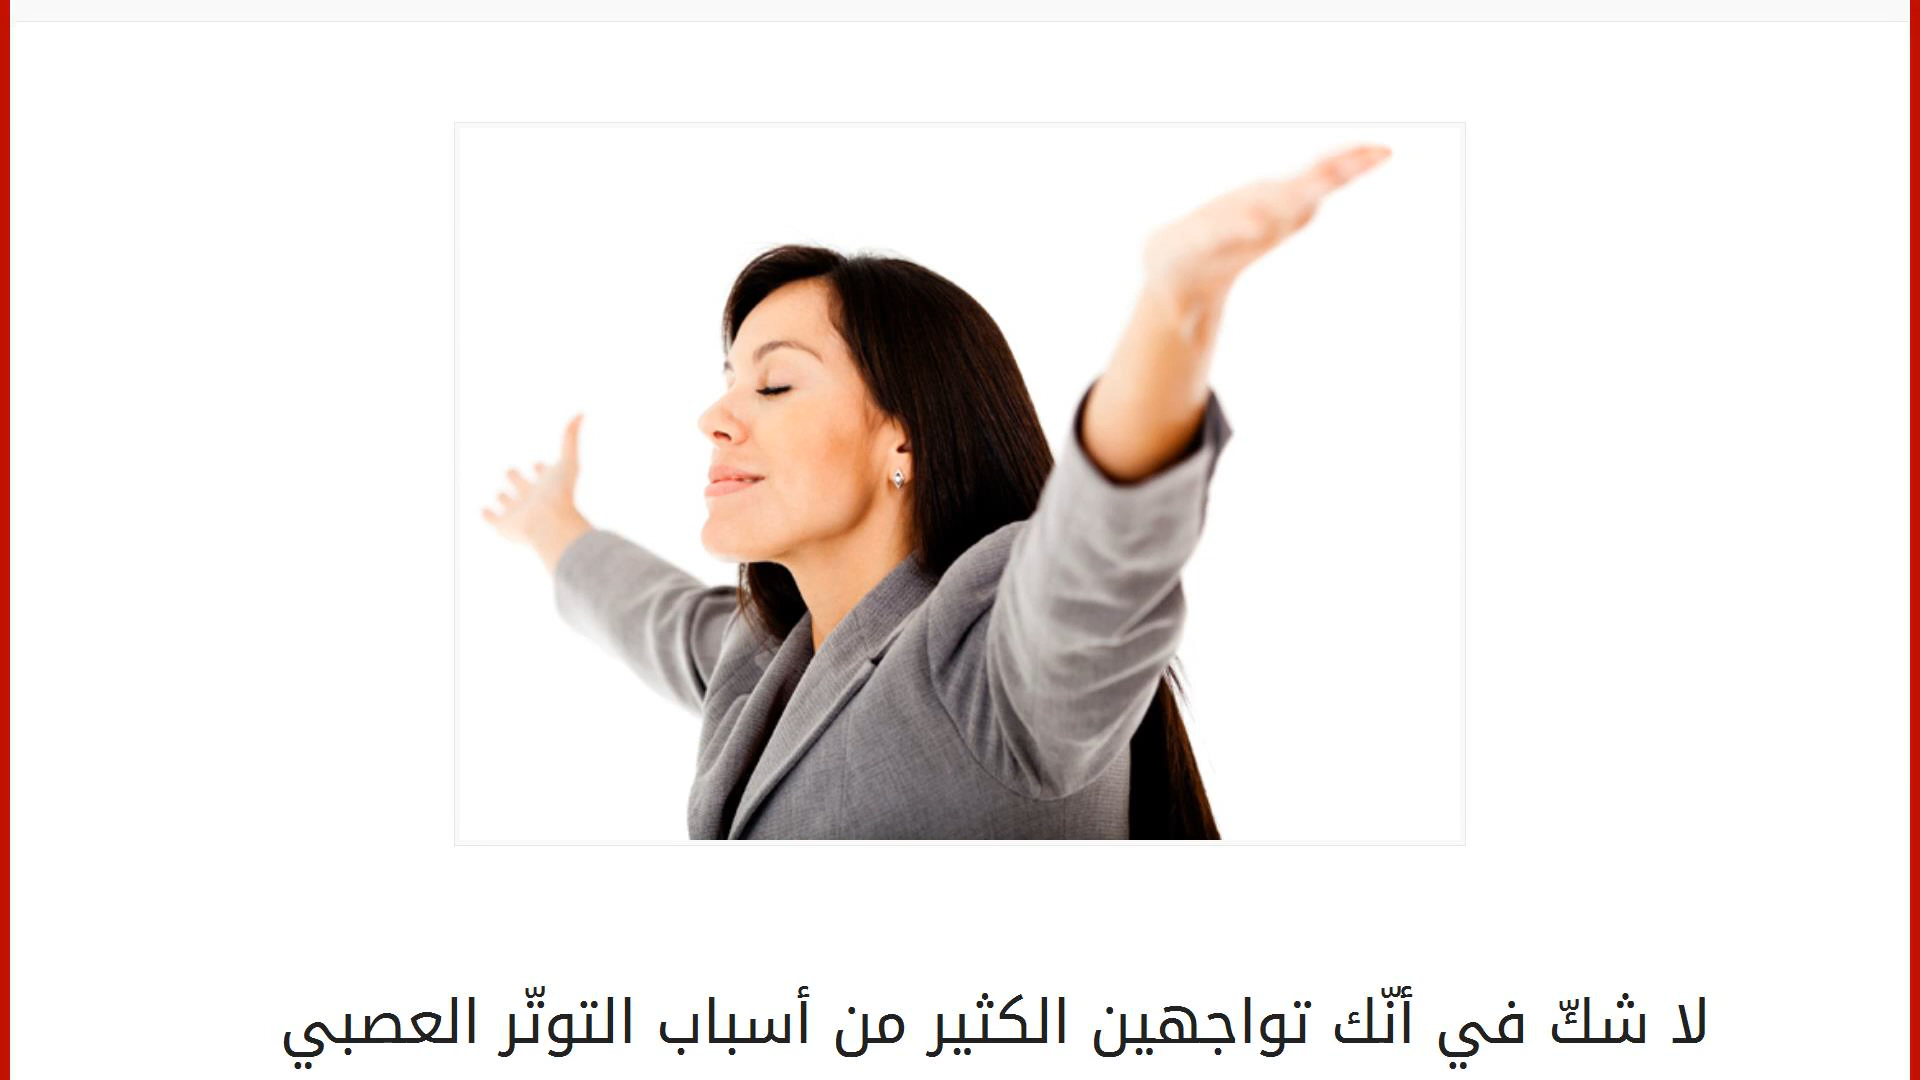 لا شكّ في أنّك تواجهين الكثير من أسباب التوتّر العصبي